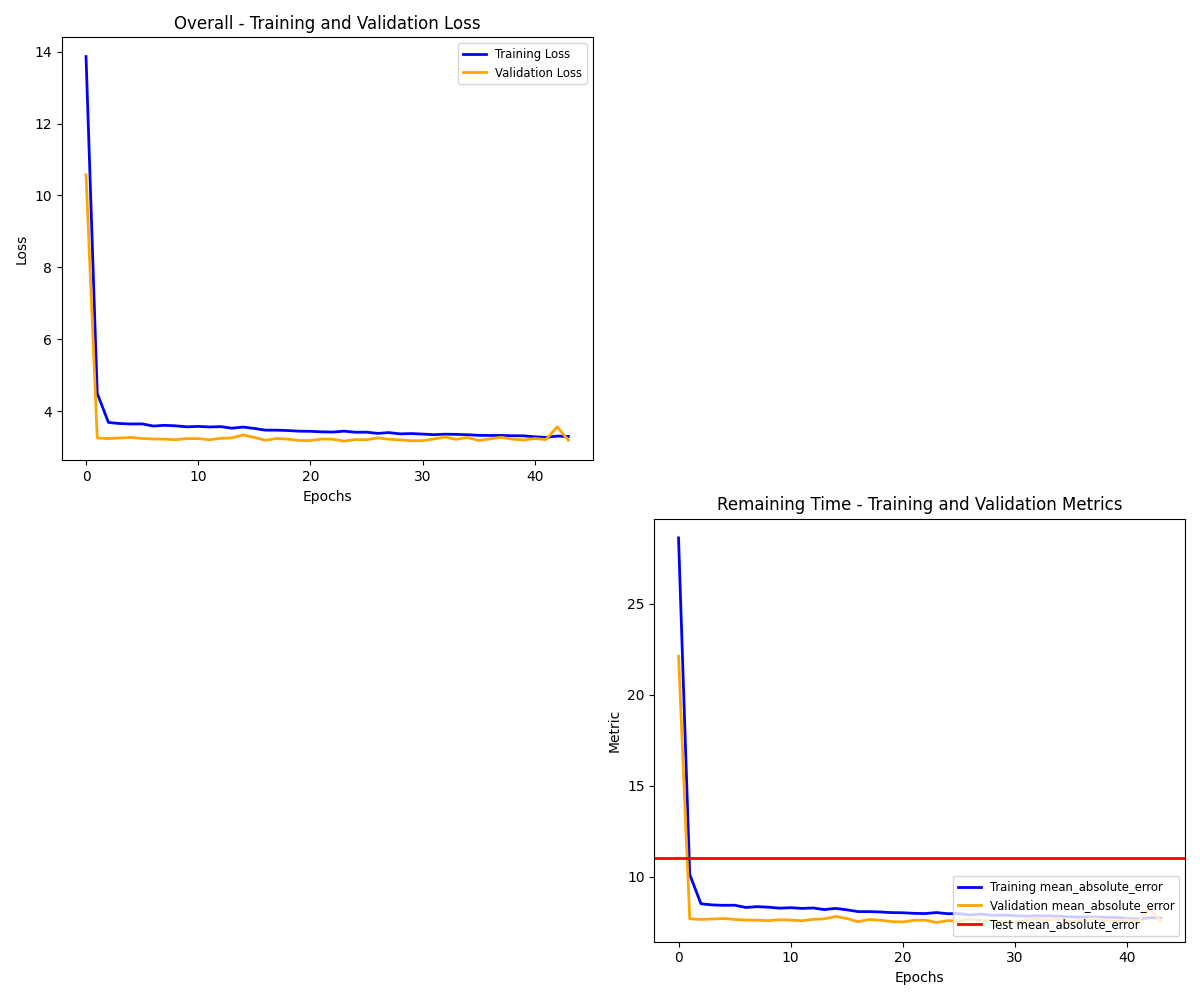 Overall - Training and Validation Loss
14
12
10
8
6
4
Loss
0 10 20 30 40
Epochs
Training Loss
Validation Loss
Remaining Time - Training and Validation Metrics
25
20
15
10
Metric
0 10 20 30 40
Epochs
Training mean_absolute_error
Validation mean_absolute_error
Test mean_absolute_error